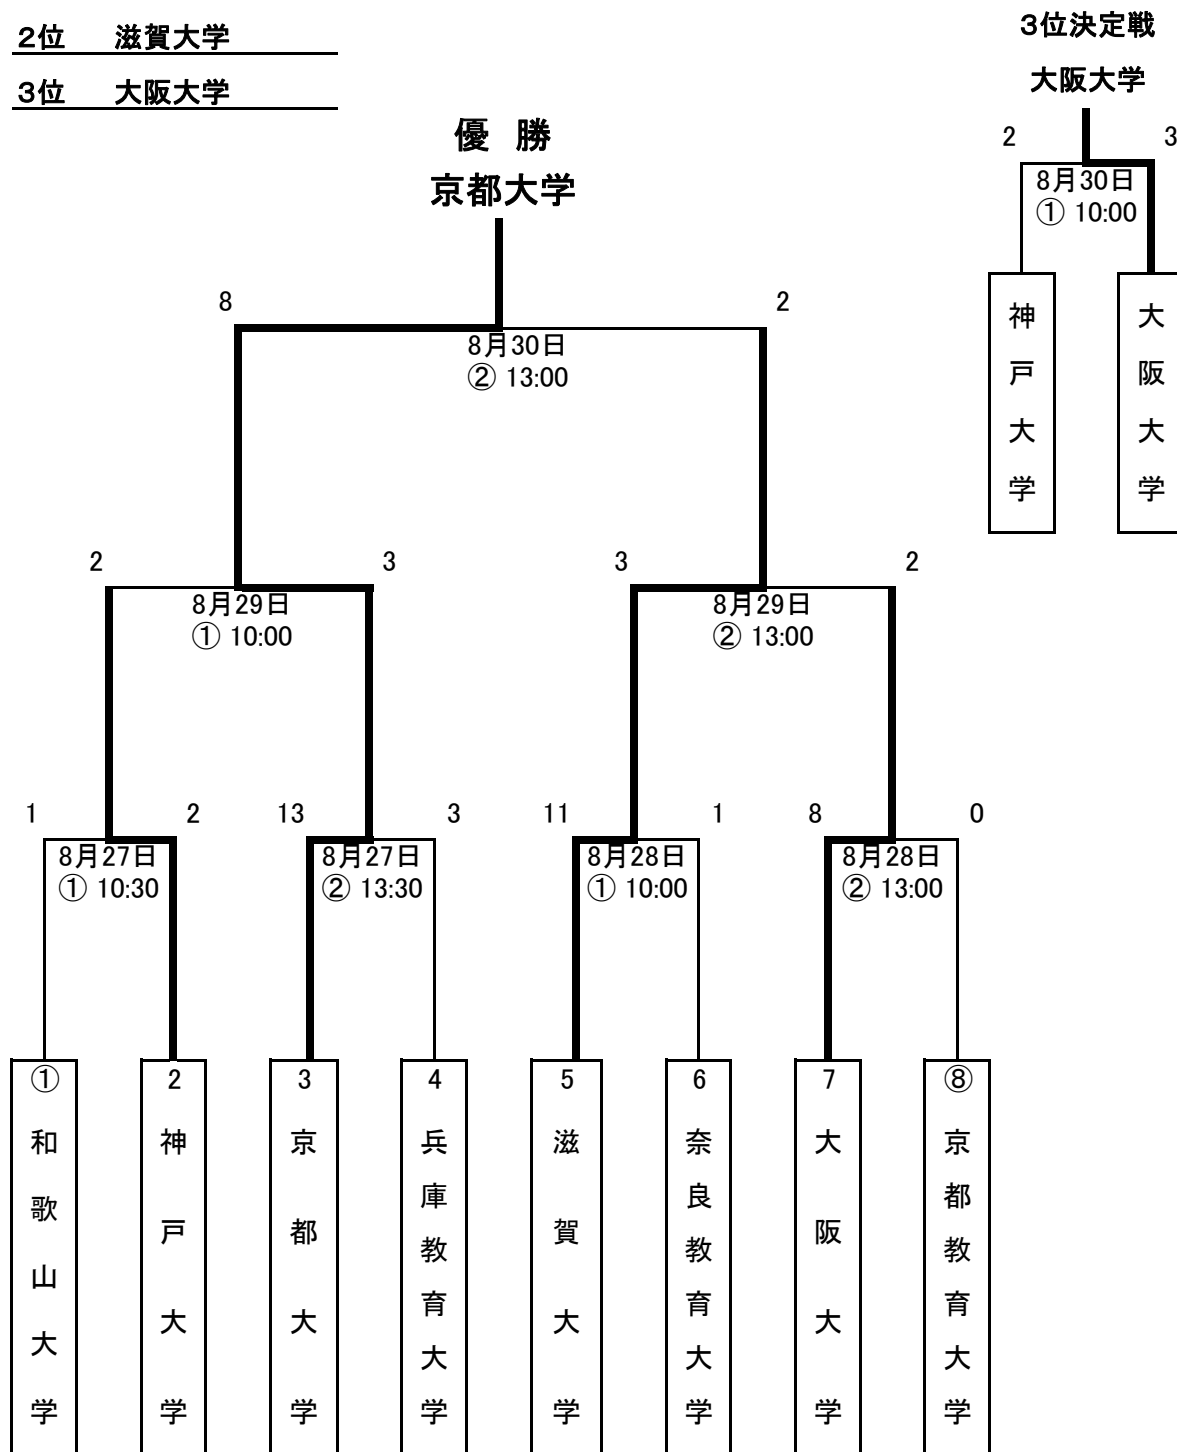 2位 滋賀大学
3位 大阪大学
優 勝
京都大学
3位決定戦
大阪大学
2 3
8月30日
① 10:00
神戸大学
大阪大学
8 2
8月30日
② 13:00
2 3
8月29日
① 10:00
3 2
8月29日
② 13:00
1 2
8月27日
① 10:30
13 3
8月27日
② 13:30
11 1
8月28日
① 10:00
8 0
8月28日
② 13:00
① 和歌山大学
2 神戸大学
3 京都大学
4 兵庫教育大学
5 滋賀大学
6 奈良教育大学
7 大阪大学
⑧ 京都教育大学